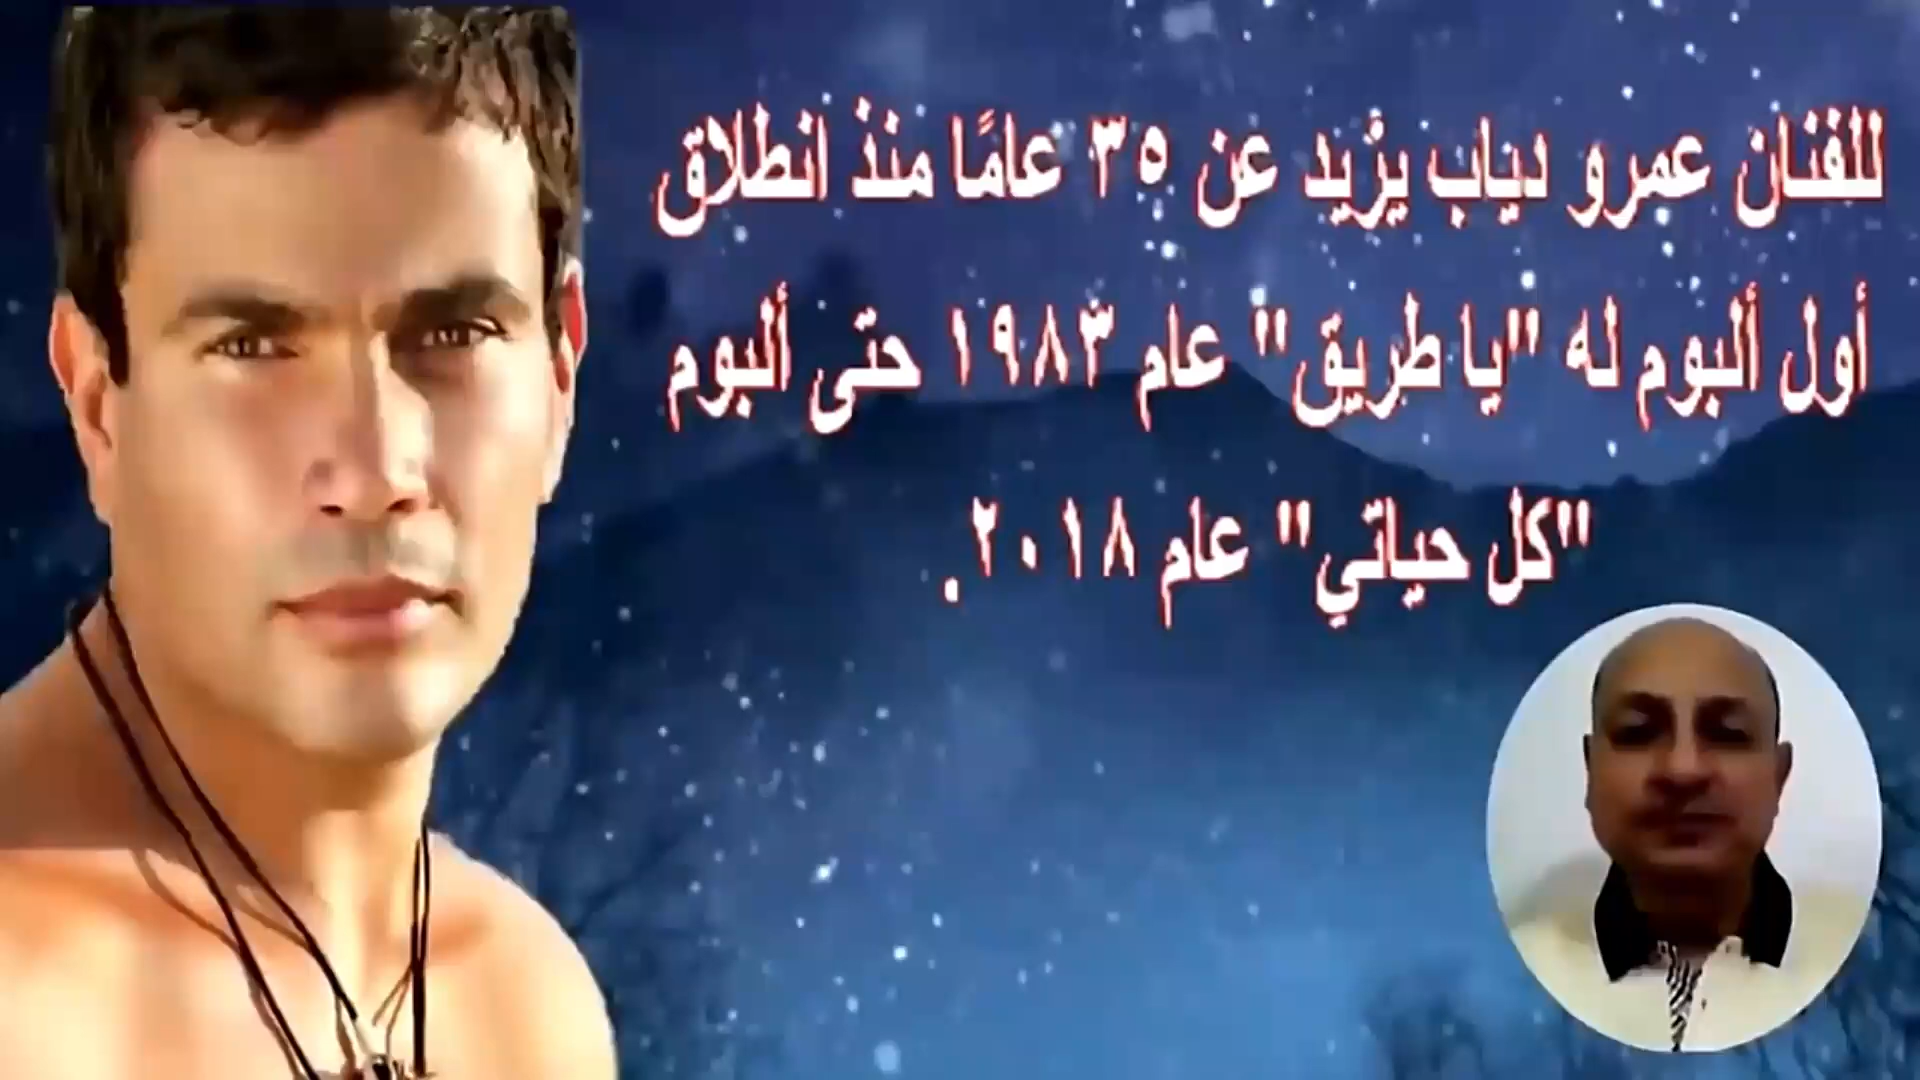 للفنان عمرو دياب يزيد عن ٣٥ عامًا منذ انطلاق
أول ألبوم له "يا طريق" عام ١٩٨٣ حتى ألبوم
"كل حياتي" عام ٢٠١٨.